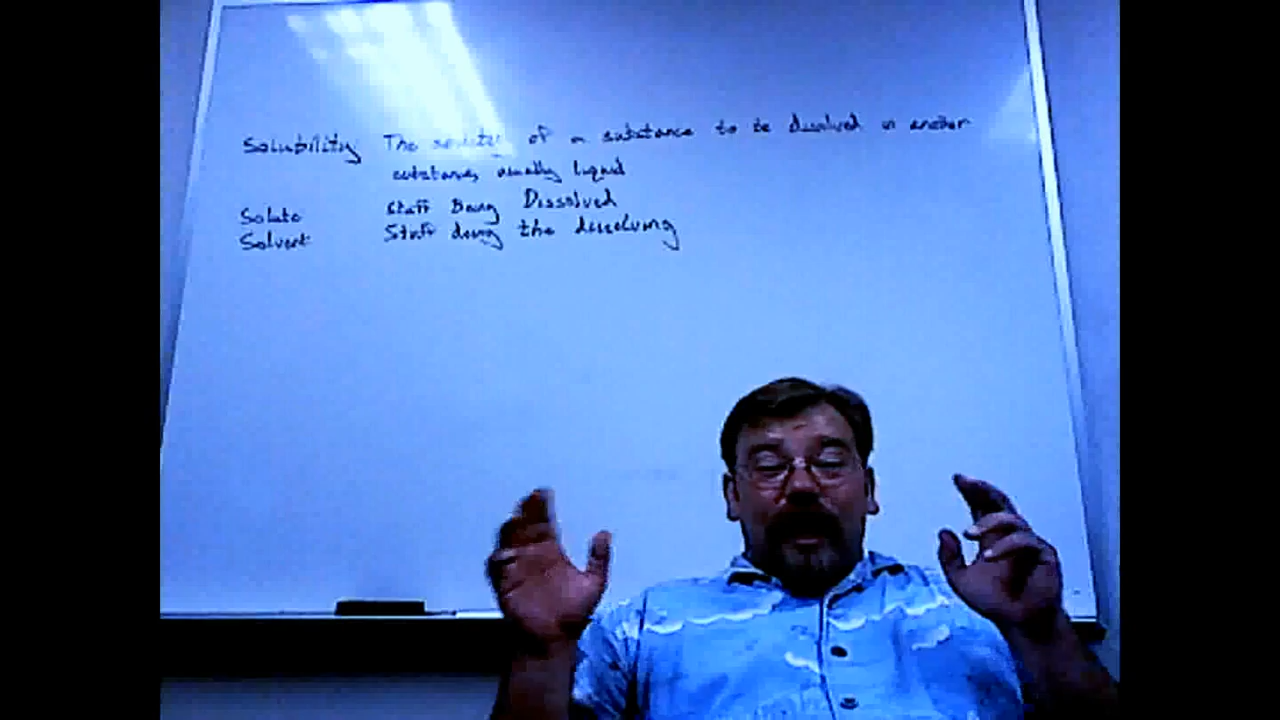 Solubility The ability of a substance to be dissolved in another
substance, usually liquid
Solute Stuff Being Dissolved
Solvent Stuff doing the dissolving